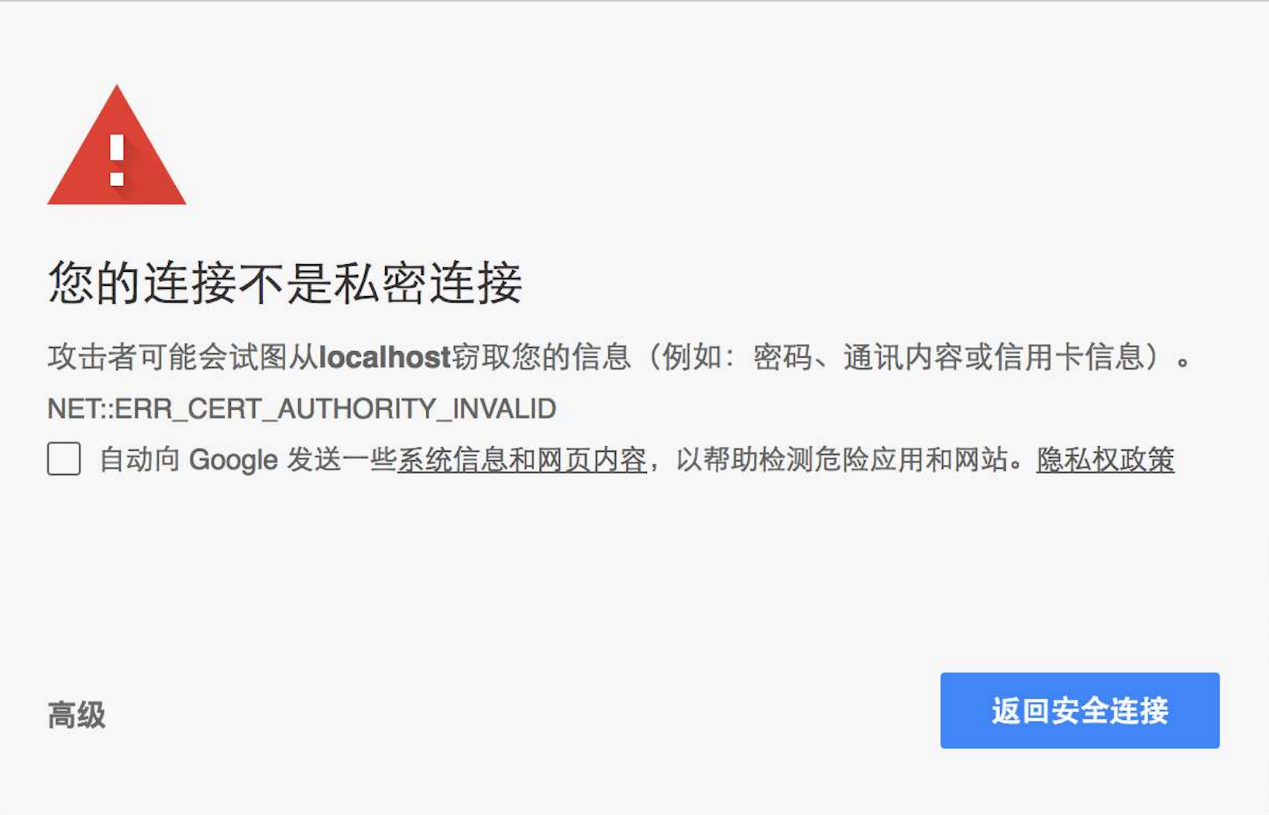 您的连接不是私密连接
攻击者可能会试图从localhost窃取您的信息（例如：密码、通讯内容或信用卡信息）。
NET::ERR_CERT_AUTHORITY_INVALID
自动向 Google 发送一些系统信息和网页内容，以帮助检测危险应用和网站。隐私权政策
高级
返回安全连接